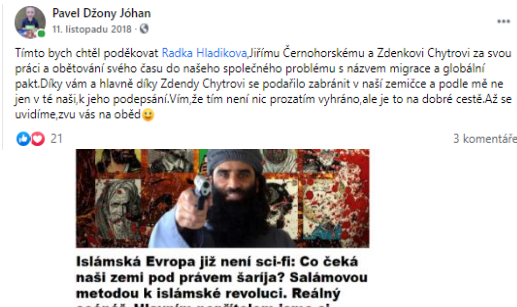 Pavel Džony Jóhan
11. listopadu 2018 ·
Tímto bych chtěl poděkovat Radka Hladikova,Jiřímu Černohorskému a Zdenkovi Chytrovi za svou
práci a obětování svého času do našeho společného problému s názvem migrace a globální
pakt.Díky vám a hlavně díky Zdendy Chytrovi se podařilo zabránit v naší zemičce a podle mě ne
jen v té naši,k jeho podepsání.Vím,že tím není nic prozatím vyhráno,ale je to na dobré cestě.Až se
uvidíme,zvu vás na oběd
21
3 komentáře
Islámská Evropa již není sci-fi: Co čeká
naši zemi pod právem šaríja? Salámovou
metodou k islámské revoluci. Reálný